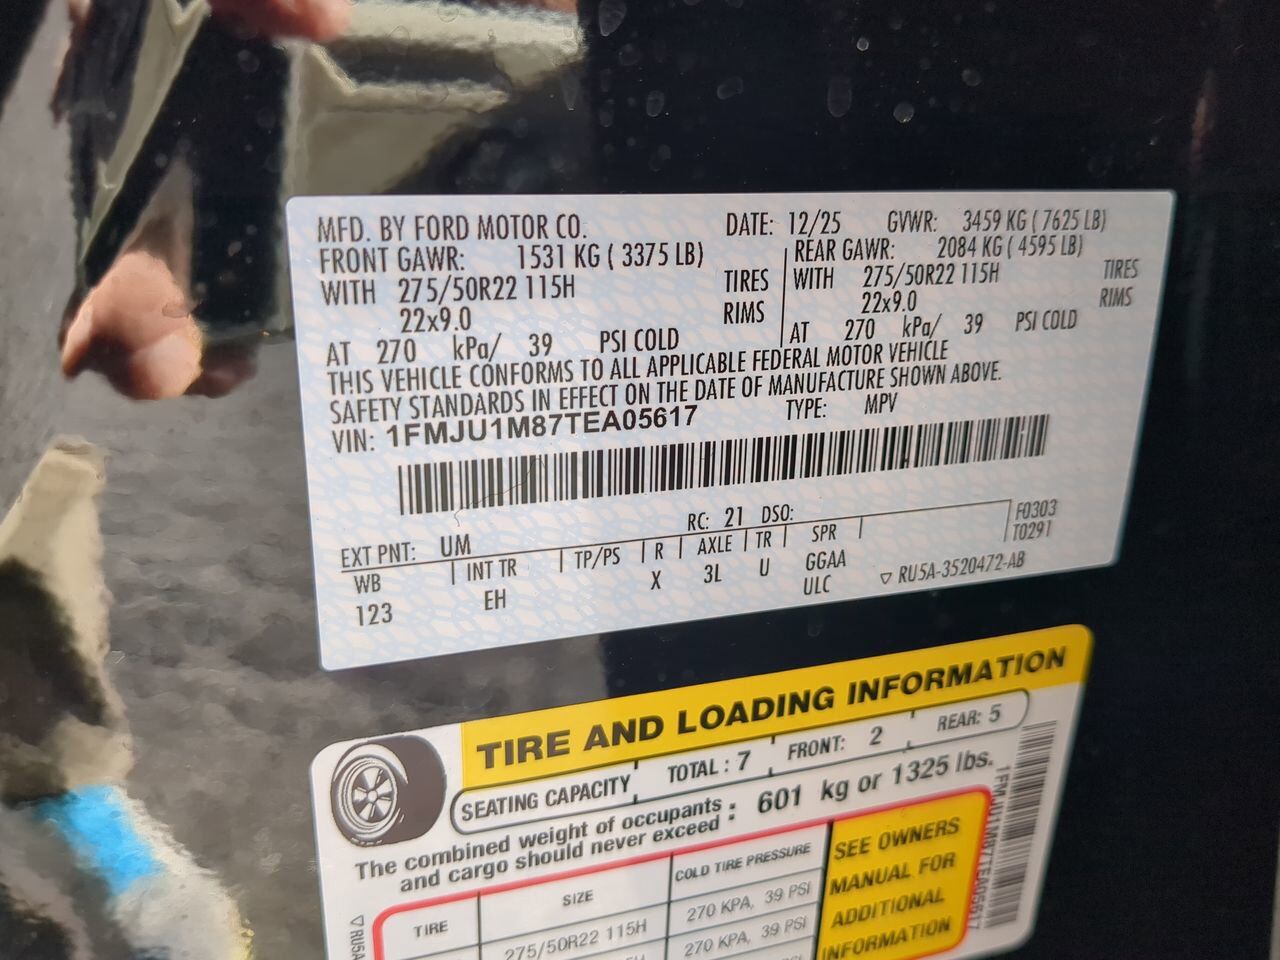 MFD. BY FORD MOTOR CO. DATE: 12/25 GVWR: 3459 KG ( 7625 LB)
FRONT GAWR: 1531 KG ( 3375 LB) REAR GAWR: 2084 KG ( 4595 LB)
WITH 275/50R22 115H TIRES WITH 275/50R22 115H TIRES
22x9.0 RIMS 22x9.0 RIMS
AT 270 kPa/ 39 PSI COLD AT 270 kPa/ 39 PSI COLD
THIS VEHICLE CONFORMS TO ALL APPLICABLE FEDERAL MOTOR VEHICLE
SAFETY STANDARDS IN EFFECT ON THE DATE OF MANUFACTURE SHOWN ABOVE.
VIN: 1FMJU1M87TEA05617 TYPE: MPV
EXT PNT: UM RC: 21 DSO: F0303
WB INT TR TP/PS R AXLE TR SPR T0291
123 EH X 3L U GGAA
ULC ▽ RU5A-3520472-AB
TIRE AND LOADING INFORMATION
SEATING CAPACITY TOTAL : 7 FRONT: 2 REAR: 5
The combined weight of occupants
and cargo should never exceed : 601 kg or 1325 lbs.
TIRE SIZE COLD TIRE PRESSURE
275/50R22 115H 270 KPA, 39 PSI
270 KPA, 39 PSI
SEE OWNERS
MANUAL FOR
ADDITIONAL
INFORMATION
1FMJU1M87TEA05617
▽ RU5A